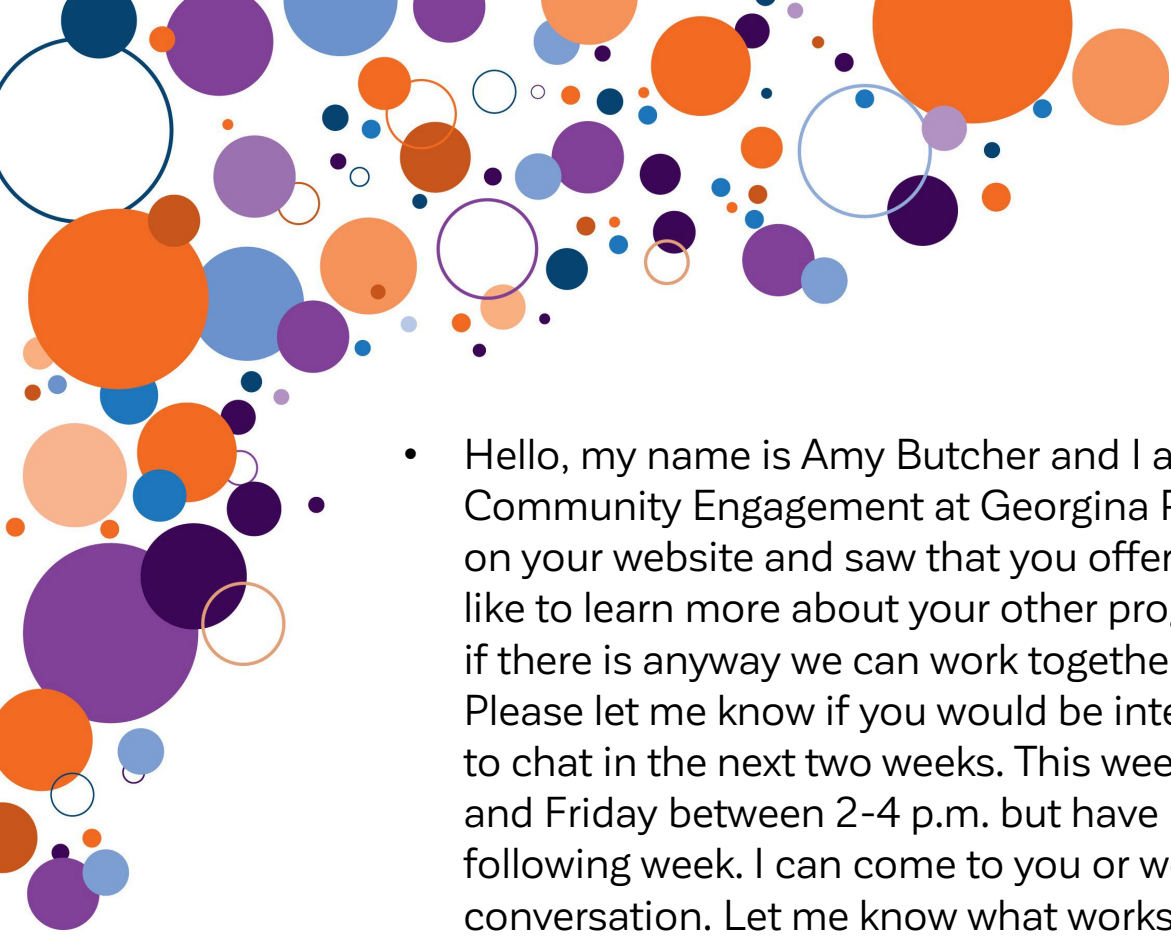 • Hello, my name is Amy Butcher and I a
Community Engagement at Georgina P
on your website and saw that you offer
like to learn more about your other prog
if there is anyway we can work togethe
Please let me know if you would be inte
to chat in the next two weeks. This wee
and Friday between 2-4 p.m. but have
following week. I can come to you or we
conversation. Let me know what works